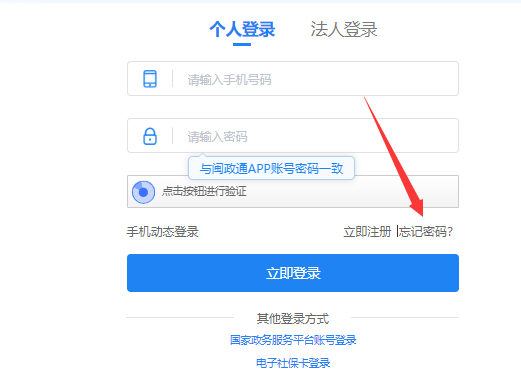 个人登录 法人登录
请输入手机号码
请输入密码
与闽政通APP账号密码一致
点击按钮进行验证
手机动态登录 立即注册 忘记密码?
立即登录
其他登录方式
国家政务服务平台账号登录
电子社保卡登录